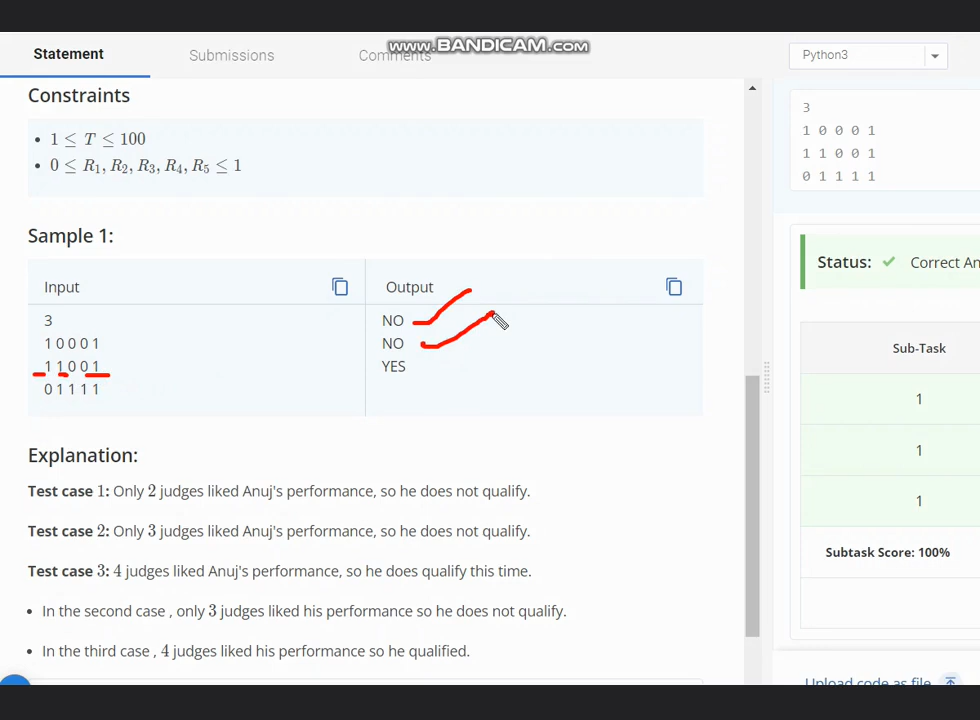 www.BANDICAM.com
Statement
Submissions
Comments
Python3
Constraints
• 1 ≤ T ≤ 100
• 0 ≤ R1, R2, R3, R4, R5 ≤ 1
3
1 0 0 0 1
1 1 0 0 1
0 1 1 1 1
Sample 1:
Input
Output
3
1 0 0 0 1
1 1 0 0 1
0 1 1 1 1
NO
NO
YES
Status:
Correct An
Sub-Task
1
1
1
Subtask Score: 100%
Explanation:
Test case 1: Only 2 judges liked Anuj's performance, so he does not qualify.
Test case 2: Only 3 judges liked Anuj's performance, so he does not qualify.
Test case 3: 4 judges liked Anuj's performance, so he does qualify this time.
• In the second case , only 3 judges liked his performance so he does not qualify.
• In the third case , 4 judges liked his performance so he qualified.
Upload code as file